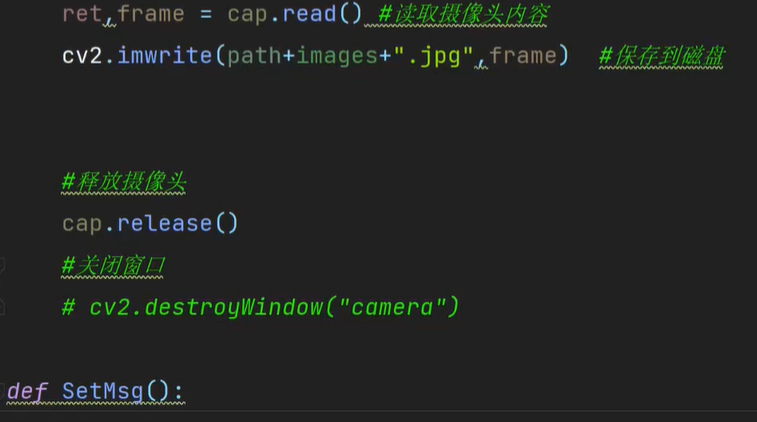 ret,frame = cap.read() #读取摄像头内容
cv2.imwrite(path+images+".jpg",frame)  #保存到磁盘
#释放摄像头
cap.release()
#关闭窗口
# cv2.destroyWindow("camera")
def SetMsg():